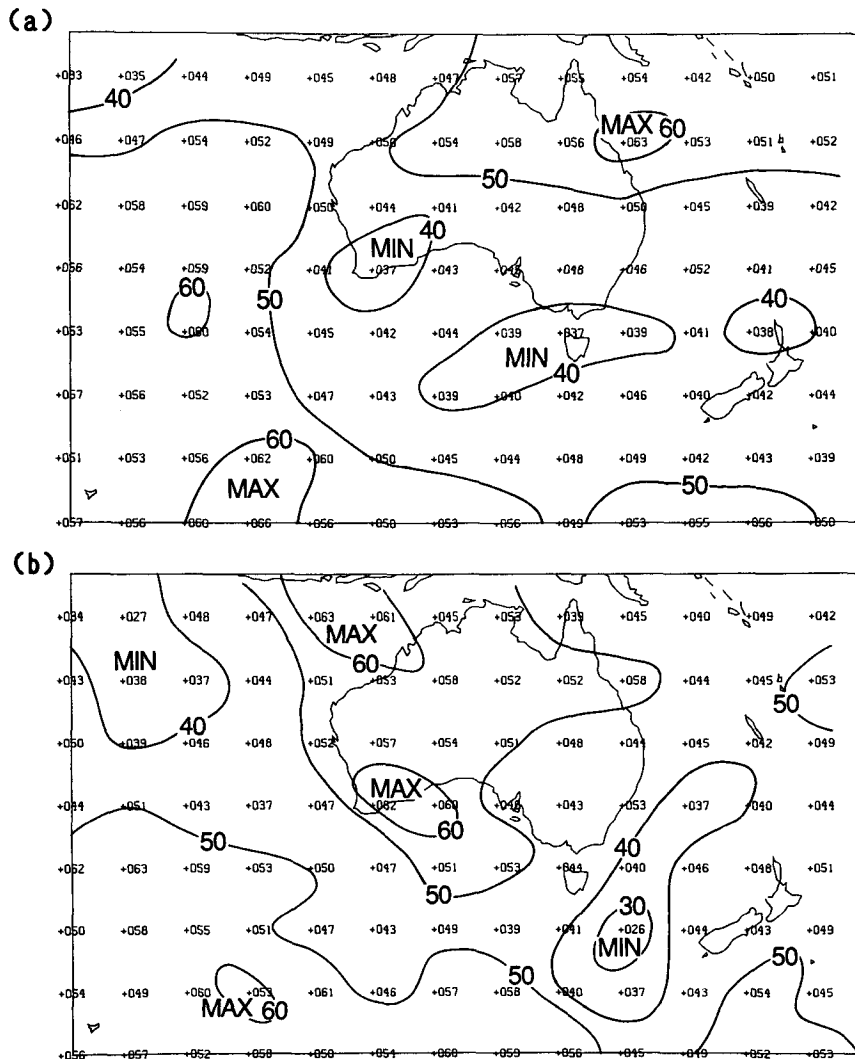 (a)
+033 +035 +044 +049 +045 +048 +047 +057 +055 +054 +042 +050 +051
40
MAX 60
+046 +047 +054 +052 +049 +054 +058 +056 +063 +053 +051 +052
50
+062 +058 +059 +060 +050 +044 +041 +042 +048 +050 +045 +039 +042
40
MIN
+056 +054 +059 +052 +041 +037 +043 +048 +046 +052 +041 +045
60 50 40
+053 +055 +060 +054 +045 +042 +044 +039 +037 +039 +041 +038 +040
MIN
40
+057 +056 +052 +053 +047 +043 +039 +040 +042 +046 +040 +042 +044
60
+051 +053 +056 +062 +060 +050 +045 +044 +048 +049 +042 +043 +039
MAX 50
+057 +056 +060 +066 +056 +050 +053 +056 +049 +053 +055 +056 +050
(b)
+034 +027 +048 +047 +063 +061 +045 +053 +039 +045 +040 +049 +042
MAX
MIN 60
+043 +038 +037 +044 +051 +053 +058 +052 +052 +058 +044 +045 +053
40 50
+050 +039 +046 +048 +052 +057 +054 +051 +048 +044 +045 +042 +049
MAX
+044 +051 +043 +037 +047 +062 +060 +043 +053 +037 +040 +044
50 60 40
+052 +063 +059 +053 +050 +047 +051 +053 +044 +040 +046 +048 +051
50
30
+050 +058 +055 +051 +047 +043 +049 +039 +041 +026 +044 +043 +049
MIN
50 50
+054 +049 +060 +053 +061 +046 +057 +058 +040 +037 +043 +054 +045
MAX 60
+056 +057 +052 +058 +050 +054 +060 +056 +045 +049 +052 +053